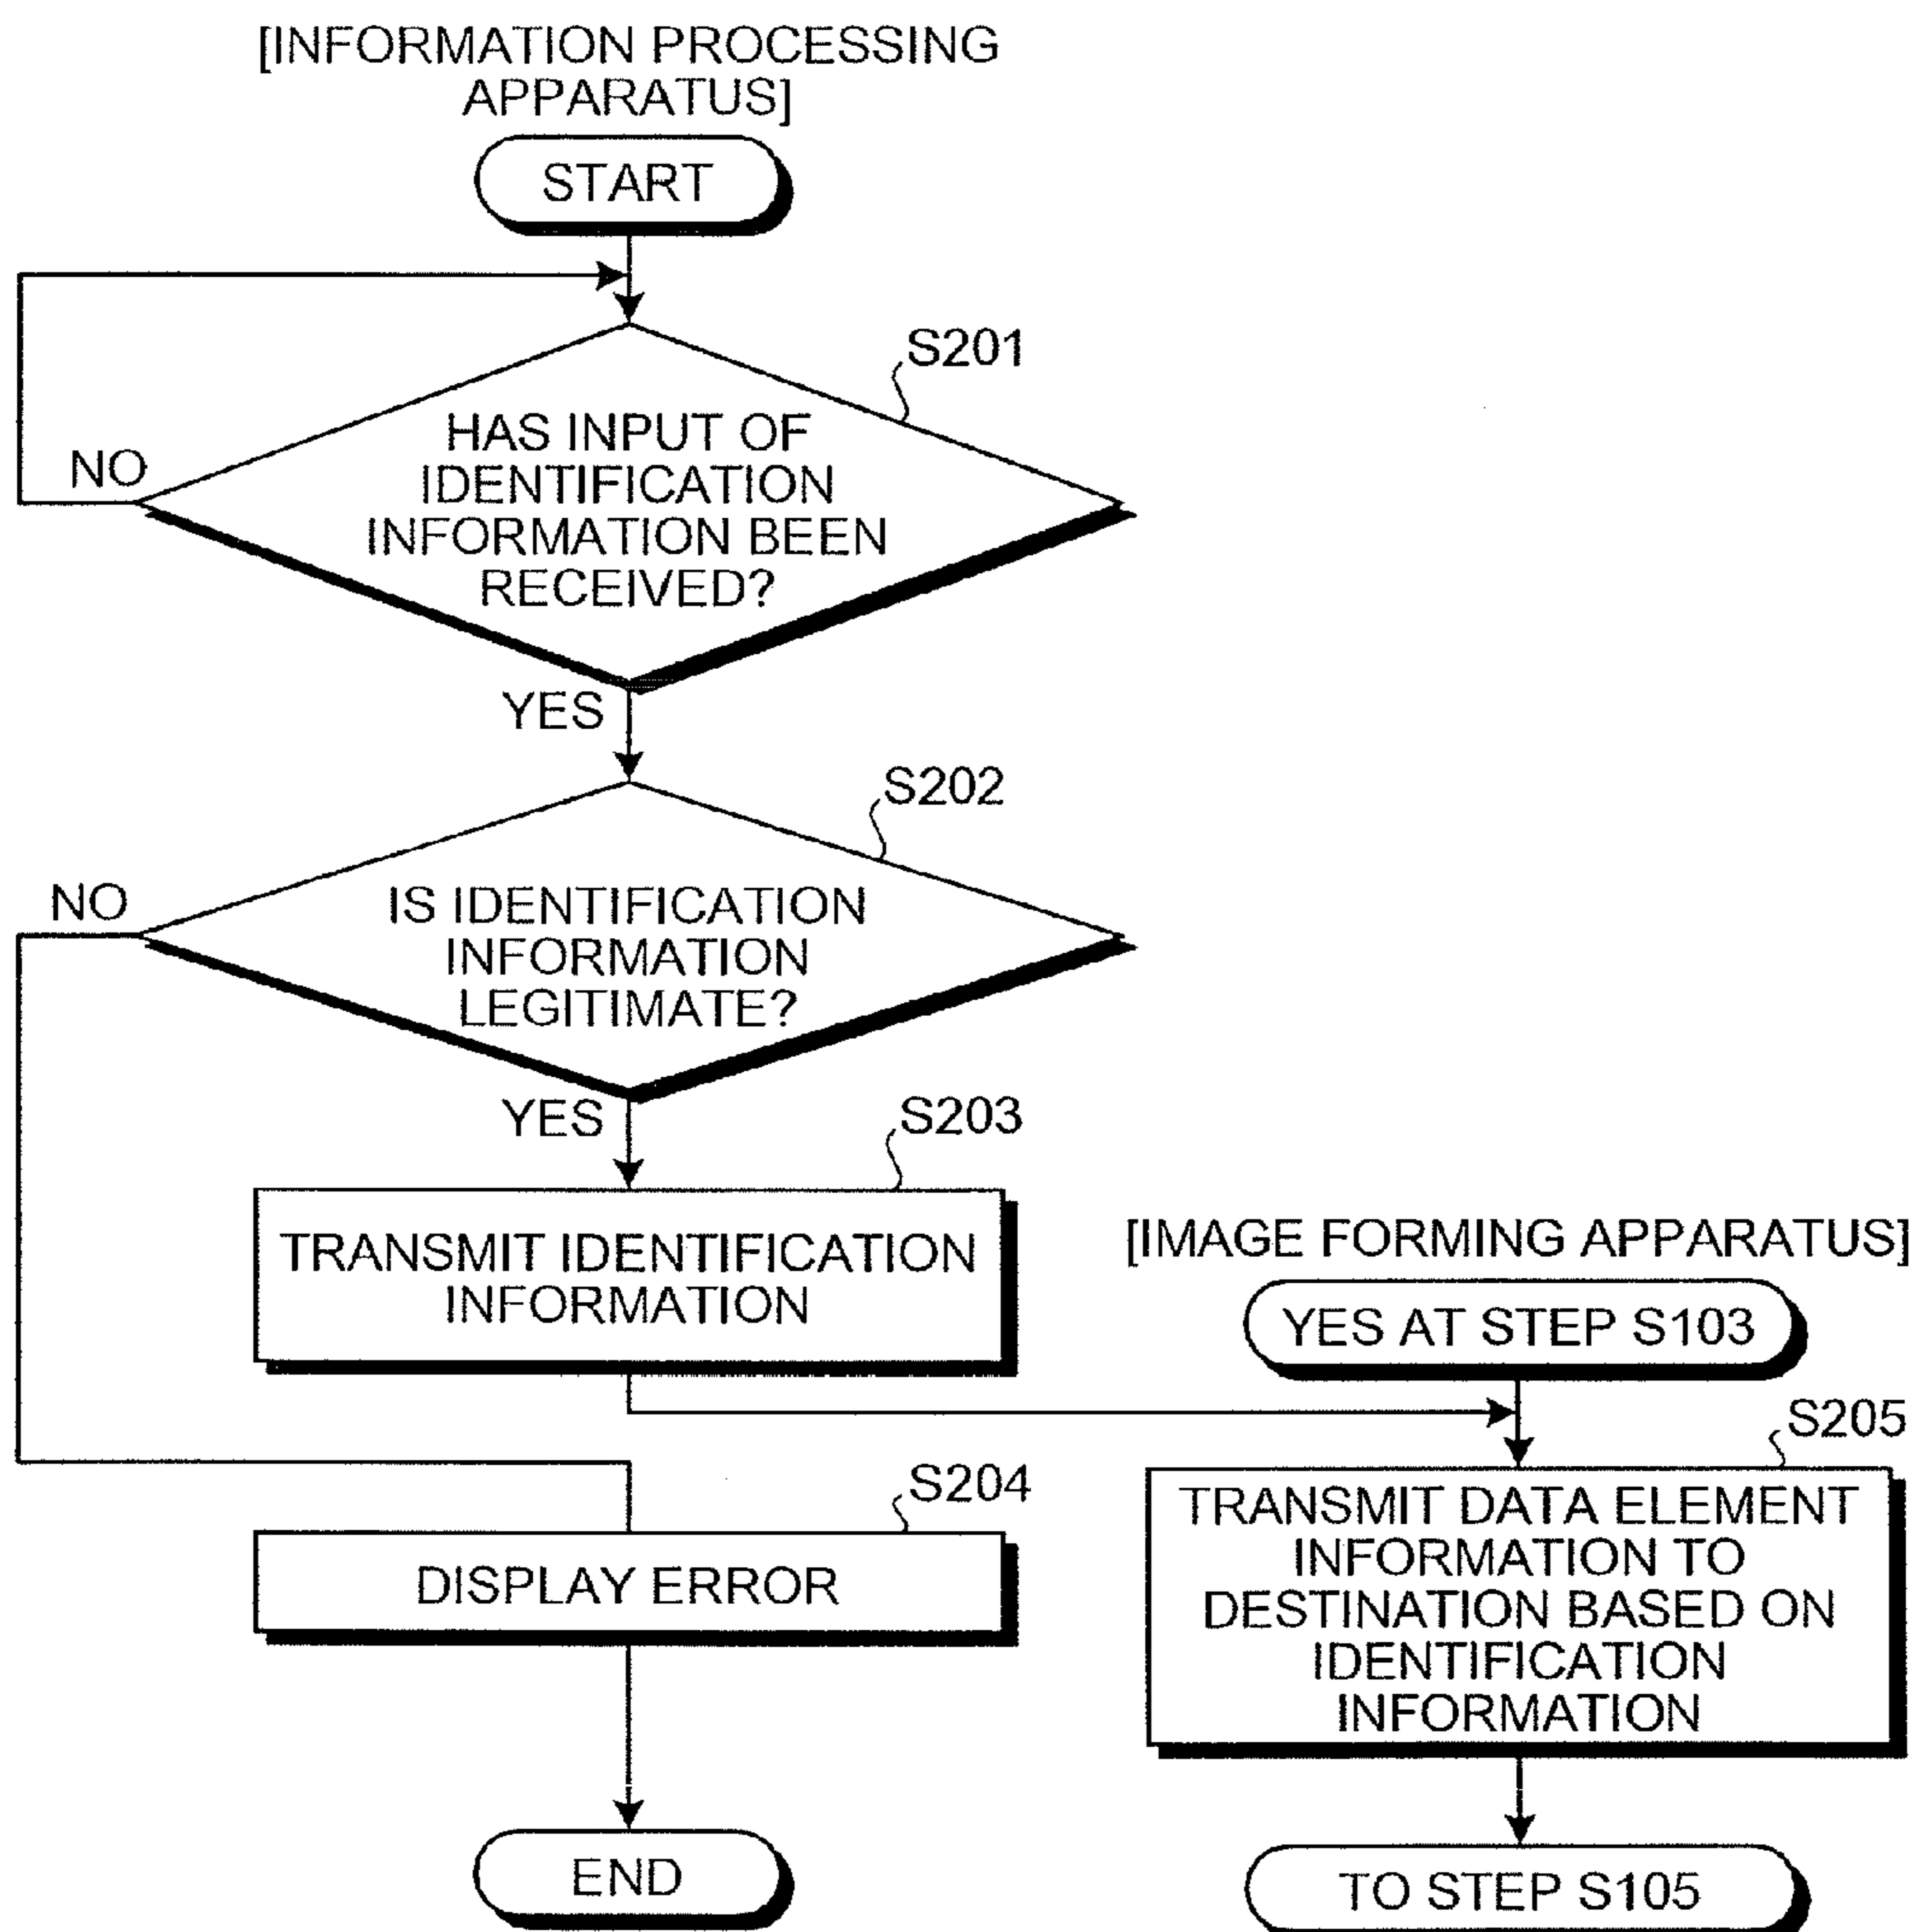 [INFORMATION PROCESSING
APPARATUS]
START
S201
HAS INPUT OF
IDENTIFICATION
INFORMATION BEEN
RECEIVED?
NO
YES
S202
IS IDENTIFICATION
INFORMATION
LEGITIMATE?
NO
YES
S203
TRANSMIT IDENTIFICATION
INFORMATION
[IMAGE FORMING APPARATUS]
YES AT STEP S103
S204
DISPLAY ERROR
END
S205
TRANSMIT DATA ELEMENT
INFORMATION TO
DESTINATION BASED ON
IDENTIFICATION
INFORMATION
TO STEP S105